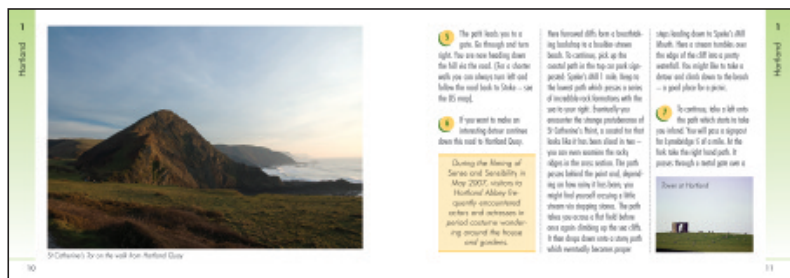 1
Hartland
St Catherine's Tor on the walk from Hartland Quay
10
5 The path leads you to a
gate. Go through and turn
right. You are now heading down
the hill via the road. (For a shorter
walk you can always turn left and
follow the road back to Stoke – see
the OS map).
6 If you want to make an
interesting detour continue
down this road to Hartland Quay.
During the filming of
Sense and Sensibility in
May 2007, visitors to
Hartland Abbey fre-
quently encountered
actors and actresses in
period costume wander-
ing around the house
and gardens.
Here furrowed cliffs form a breathtak-
ing backdrop to a boulder-strewn
beach. To continue, pick up the
coastal path in the top car park sign-
posted: Speke's Mill 1 mile. Keep to
the lowest path which passes a series
of incredible rock formations with the
sea to your right. Eventually you
encounter the strange protuberance of
St Catherine's Point, a conical tor that
looks like it has been sliced in two –
you can even examine the rocky
ridges in the cross section. The path
passes behind the point and, depend-
ing on how rainy it has been, you
might find yourself crossing a little
stream via stepping stones. The path
takes you across a flat field before
once again climbing up the sea cliffs.
It then drops down onto a stony path
which eventually becomes proper
steps leading down to Speke's Mill
Mouth. Here a stream tumbles over
the edge of the cliff into a pretty
waterfall. You might like to take a
detour and climb down to the beach
– a good place for a picnic.
7 To continue, take a left onto
the path which starts to take
you inland. You will pass a signpost
for Lymebridge ½ of a mile. At the
fork take the right hand path. It
passes through a metal gate over a
Tower at Hartland
Hartland
11